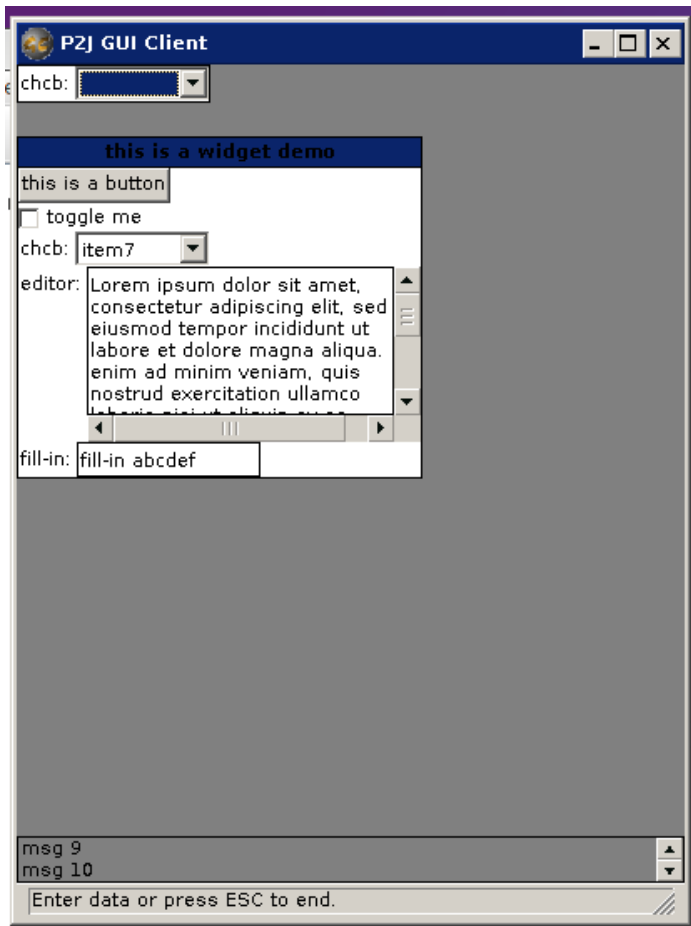 P2J GUI Client
chcb:
this is a widget demo
this is a button
toggle me
chcb: item7
editor: Lorem ipsum dolor sit amet,
consectetur adipiscing elit, sed
eiusmod tempor incididunt ut
labore et dolore magna aliqua.
enim ad minim veniam, quis
nostrud exercitation ullamco
fill-in: fill-in abcdef
msg 9
msg 10
Enter data or press ESC to end.